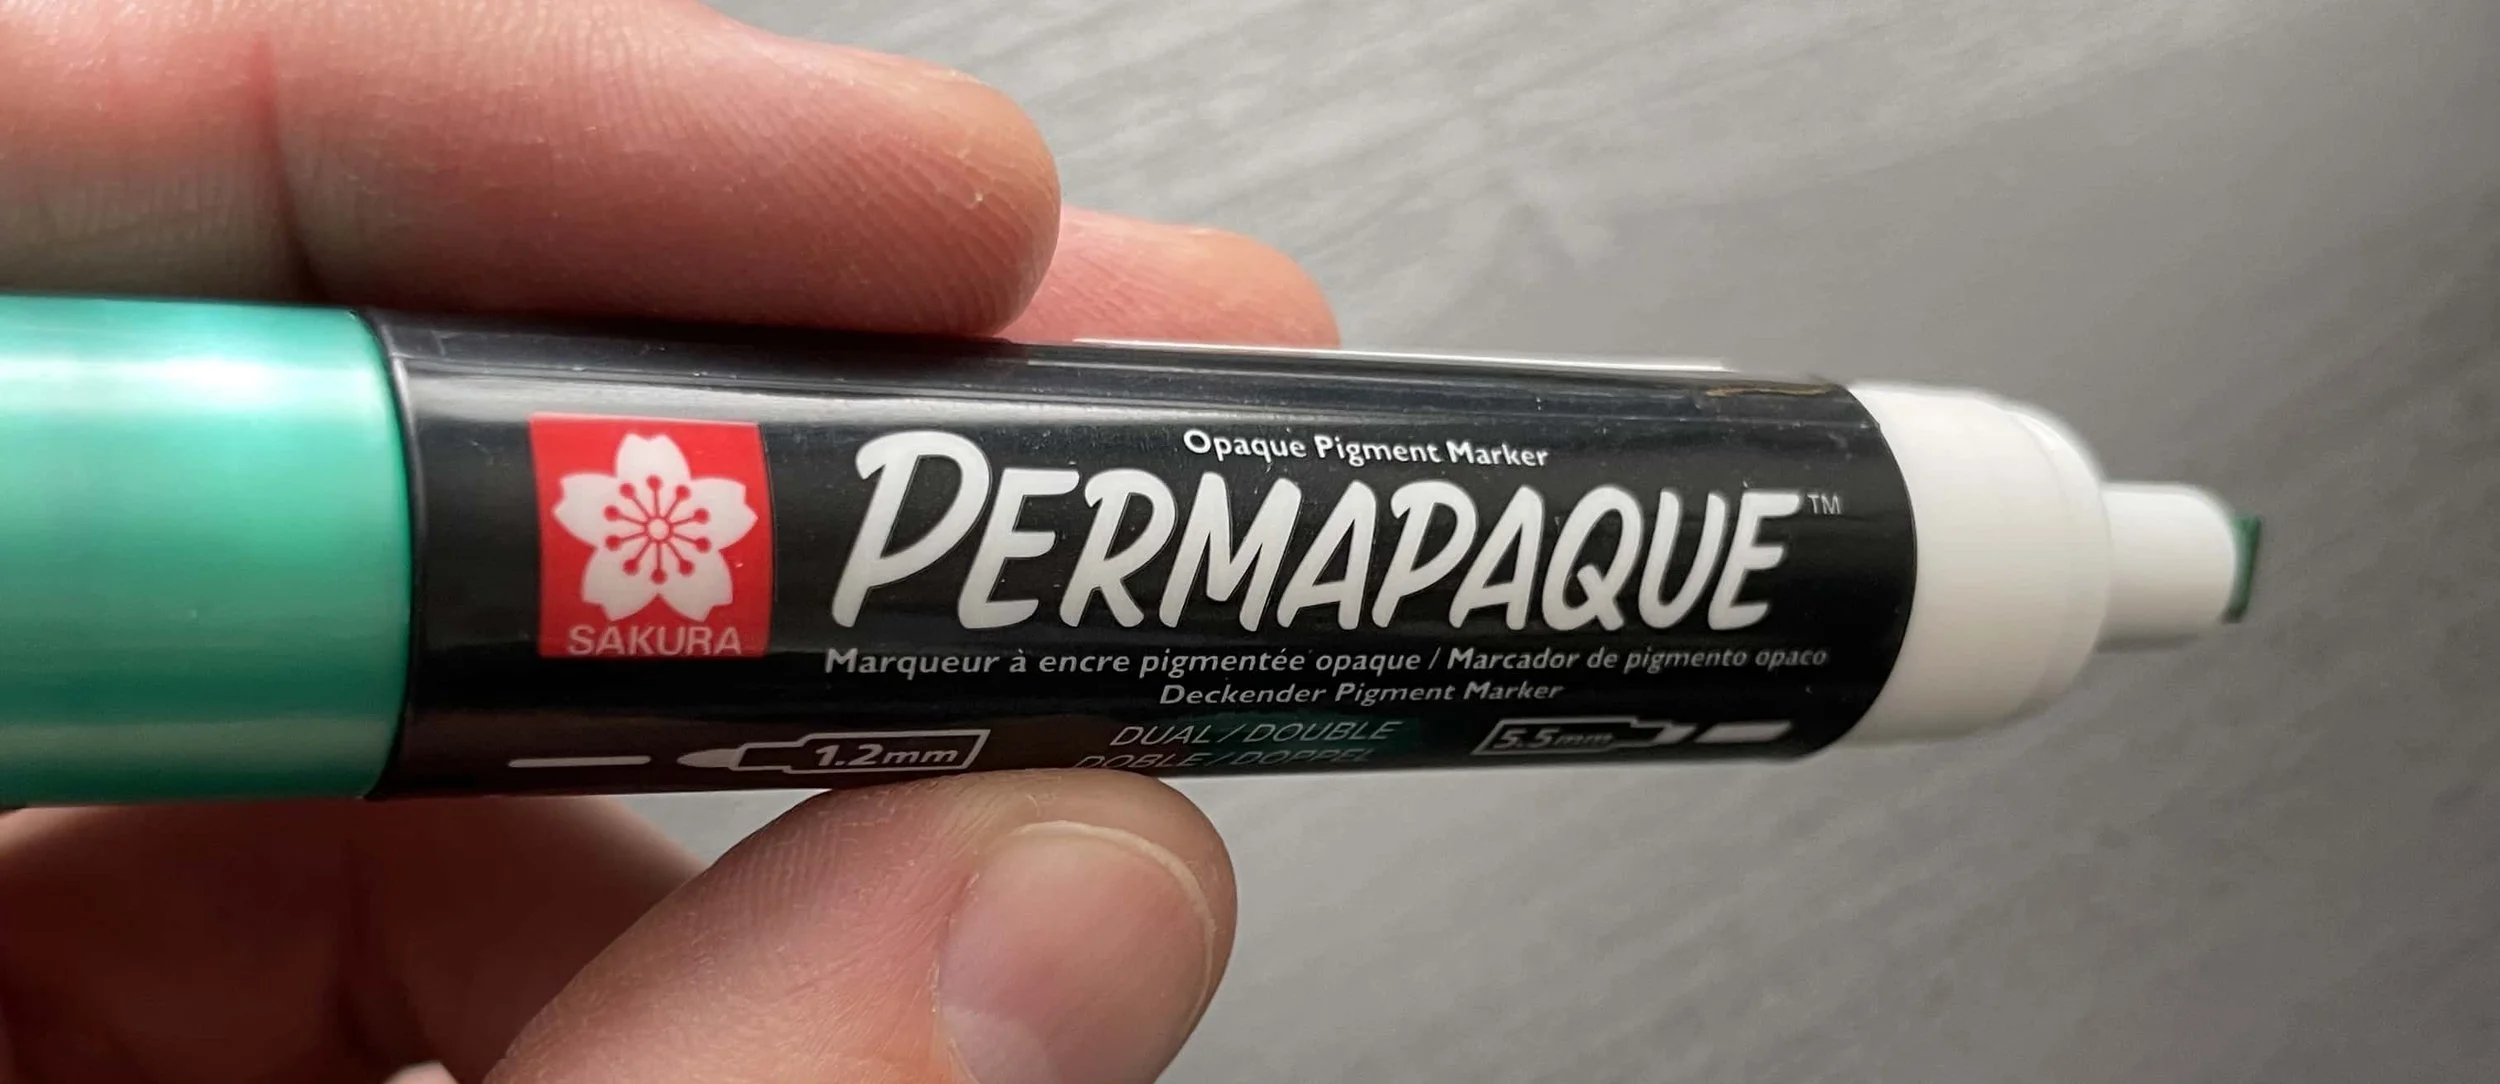 Opaque Pigment Marker
PERMAPAQUE™
SAKURA
Marqueur à encre pigmentée opaque / Marcador de pigmento opaco
Deckender Pigment Marker
1.2mm
DUAL / DOUBLE
DOBLE / DOPPEL
5.5mm